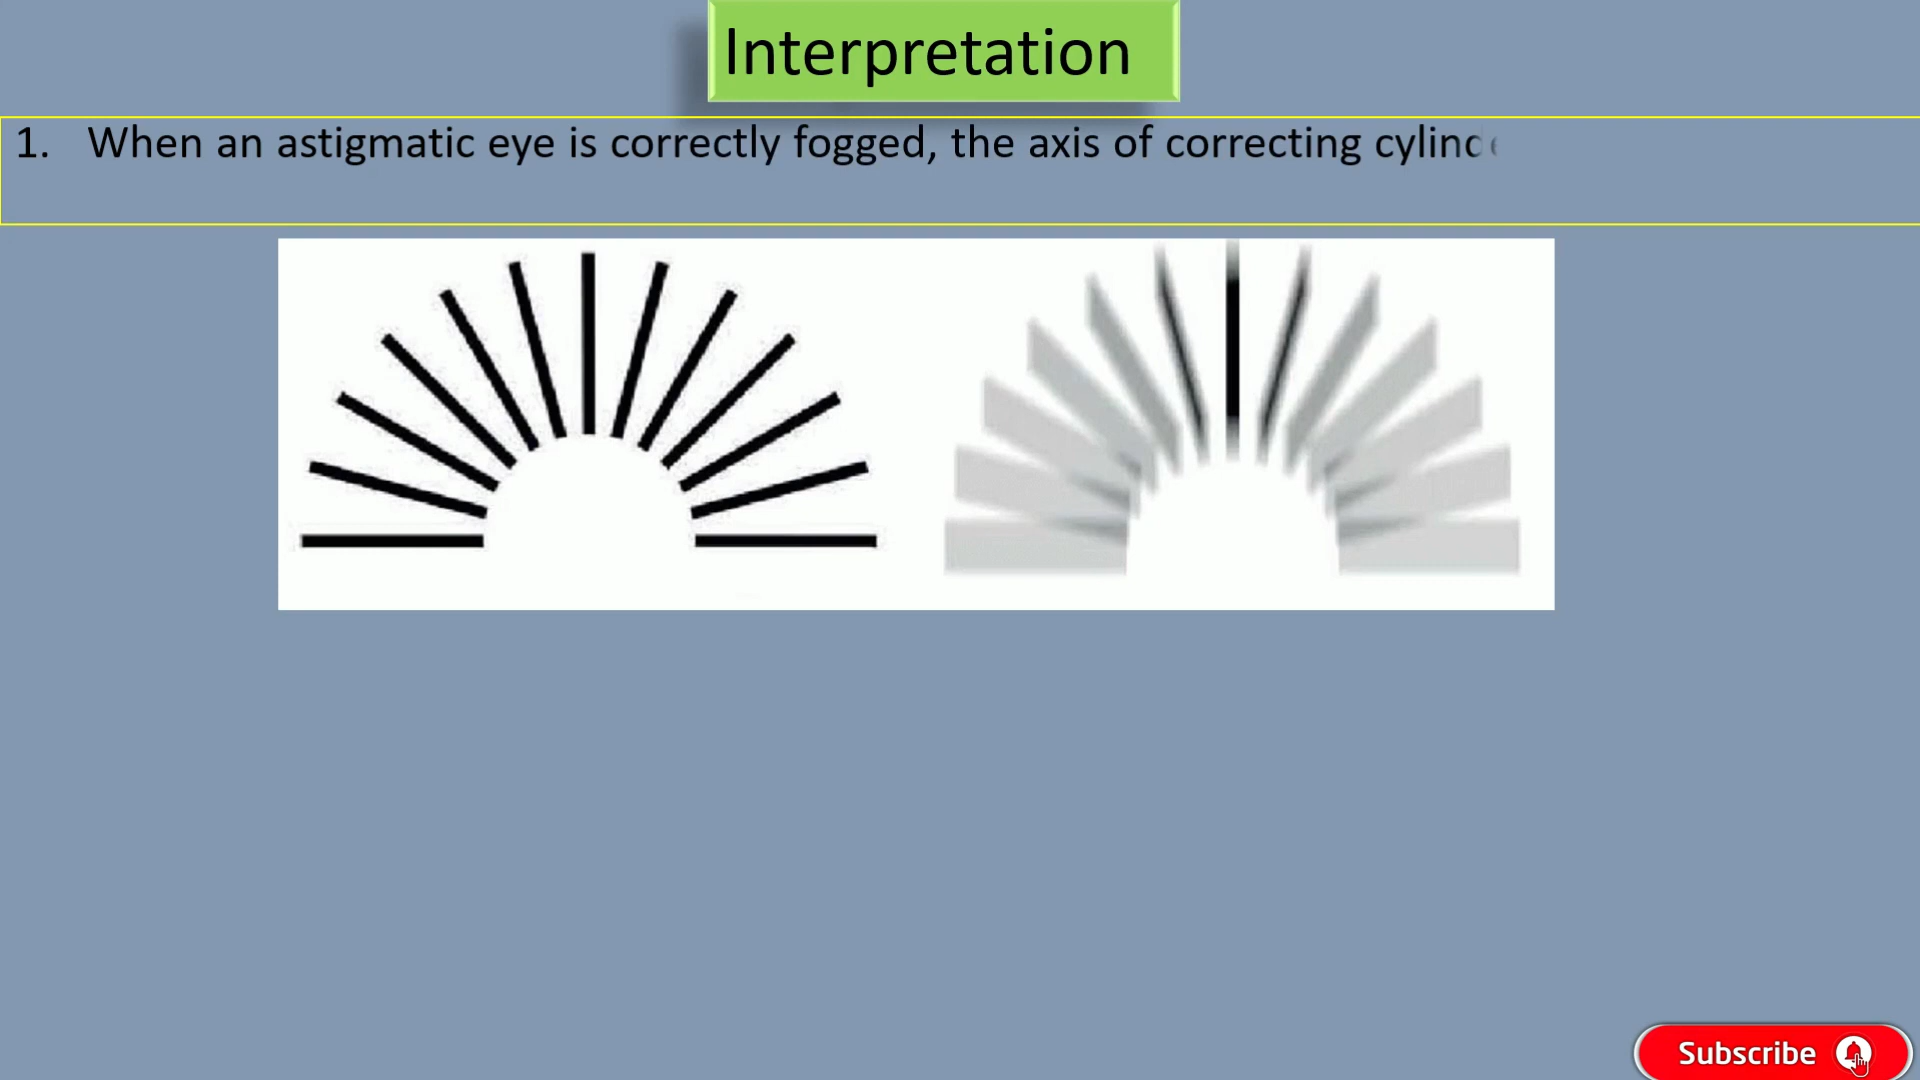 Interpretation
1. When an astigmatic eye is correctly fogged, the axis of correcting
Subscribe